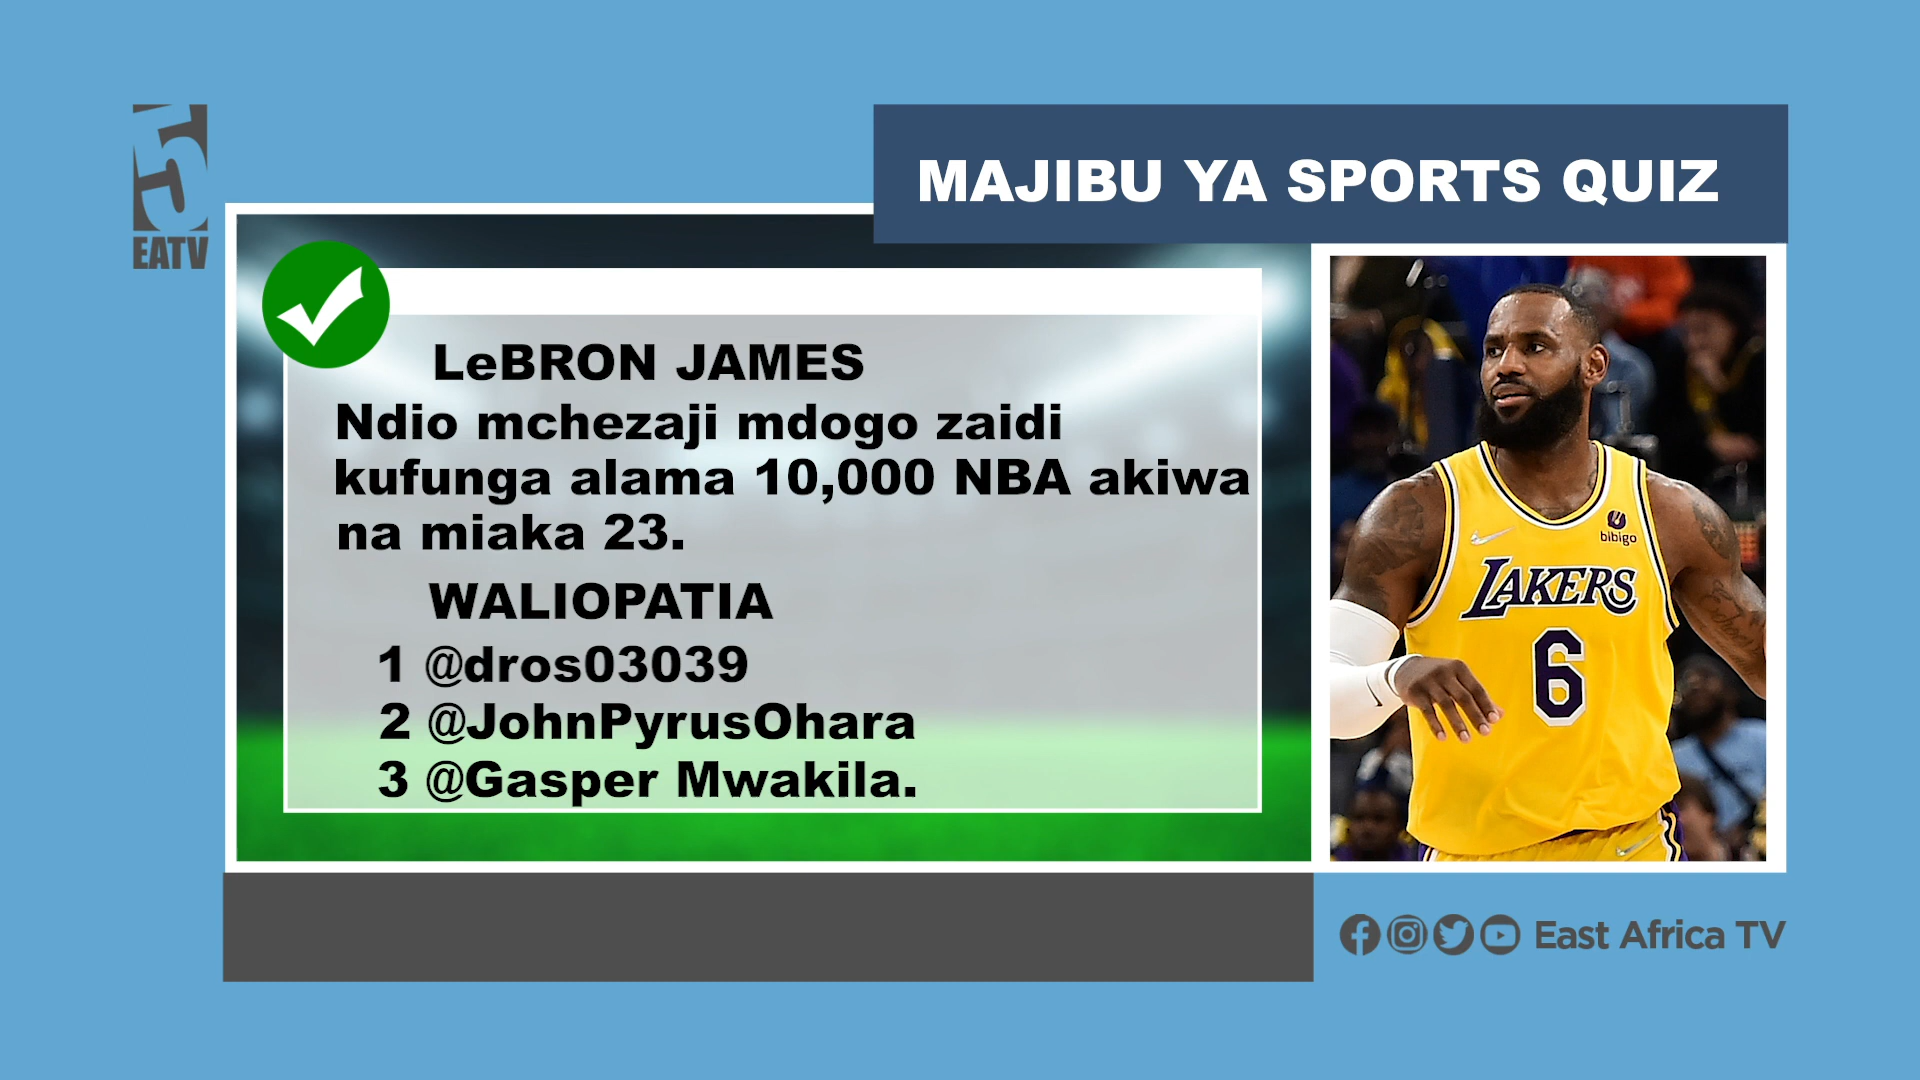 5
EATV
MAJIBU YA SPORTS QUIZ
LeBRON JAMES
Ndio mchezaji mdogo zaidi
kufunga alama 10,000 NBA akiwa
na miaka 23.
WALIOPATIA
1 @dros03039
2 @JohnPyrusOhara
3 @Gasper Mwakila.
bibigo
LAKERS
6
East Africa TV